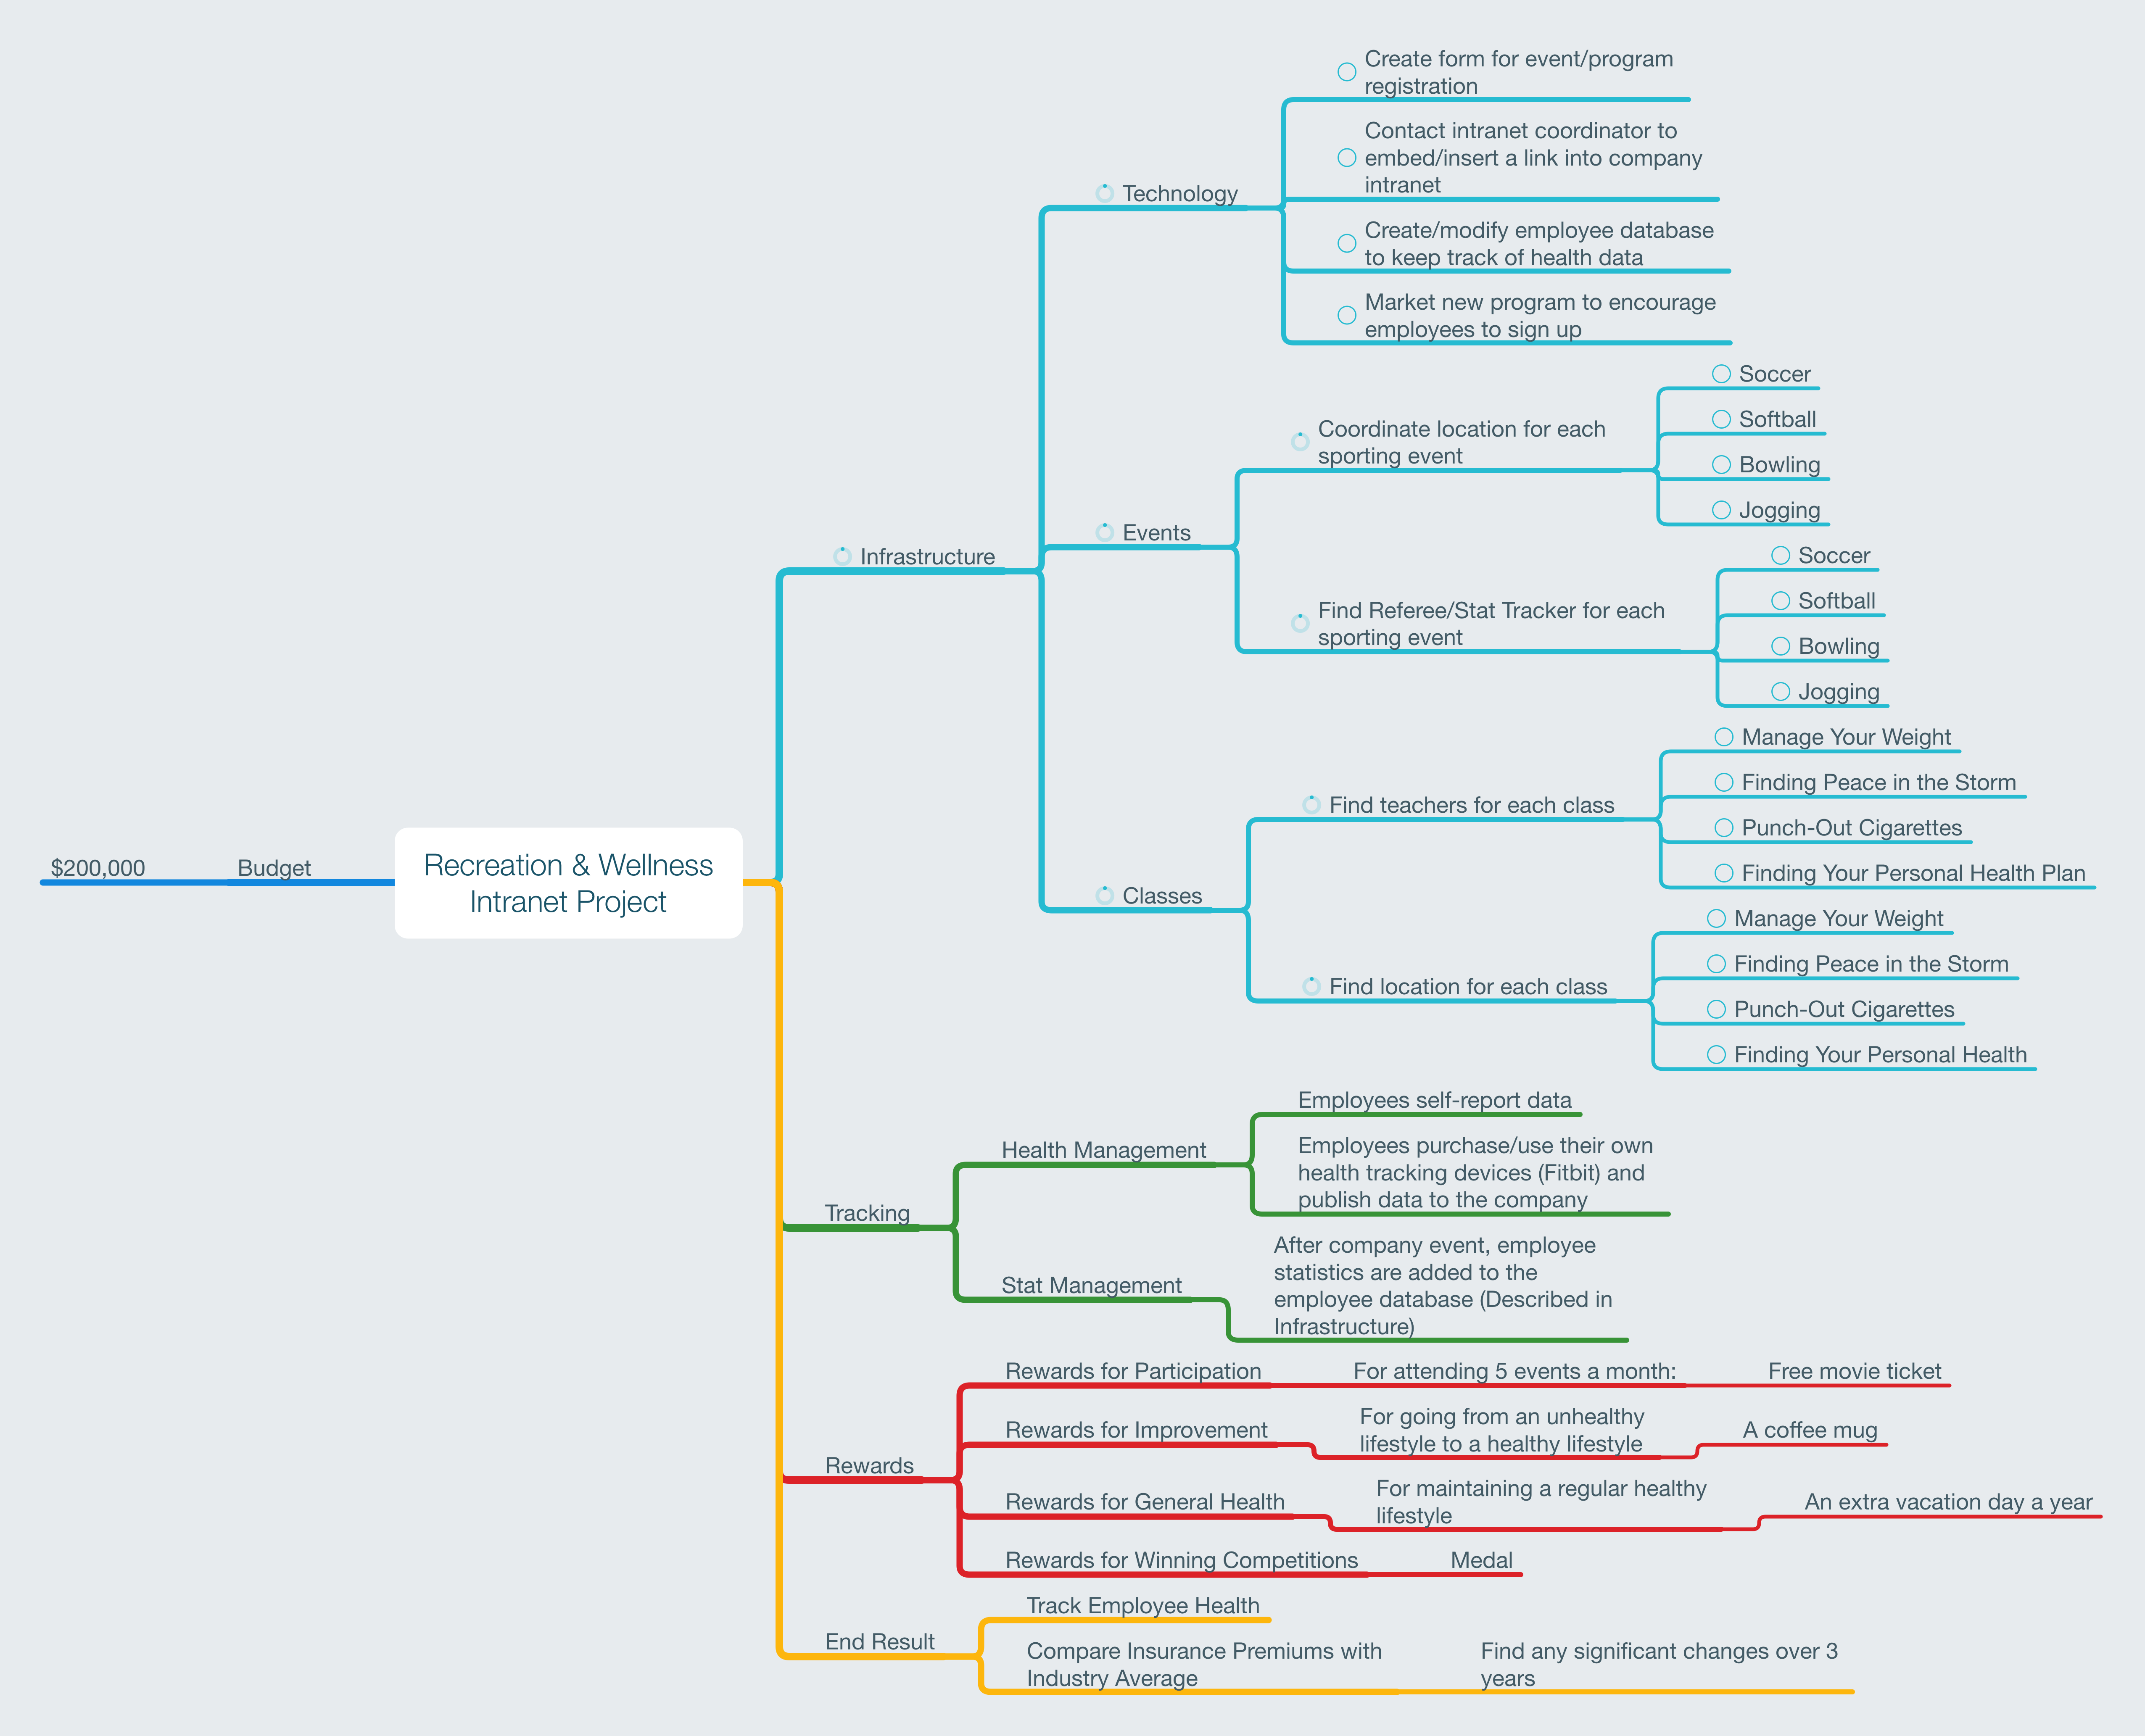 Create form for event/program
registration
Contact intranet coordinator to
embed/insert a link into company
intranet
Technology
Create/modify employee database
to keep track of health data
Market new program to encourage
employees to sign up
Soccer
Softball
Coordinate location for each
sporting event
Bowling
Jogging
Events
Infrastructure
Soccer
Softball
Find Referee/Stat Tracker for each
sporting event
Bowling
Jogging
Manage Your Weight
Finding Peace in the Storm
Find teachers for each class
Punch-Out Cigarettes
Finding Your Personal Health Plan
Classes
Manage Your Weight
Finding Peace in the Storm
Find location for each class
Punch-Out Cigarettes
Finding Your Personal Health
$200,000
Budget
Recreation & Wellness
Intranet Project
Employees self-report data
Health Management
Employees purchase/use their own
health tracking devices (Fitbit) and
publish data to the company
Tracking
Stat Management
After company event, employee
statistics are added to the
employee database (Described in
Infrastructure)
Rewards for Participation
For attending 5 events a month:
Free movie ticket
Rewards for Improvement
For going from an unhealthy
lifestyle to a healthy lifestyle
A coffee mug
Rewards
Rewards for General Health
For maintaining a regular healthy
lifestyle
An extra vacation day a year
Rewards for Winning Competitions
Medal
Track Employee Health
End Result
Compare Insurance Premiums with
Industry Average
Find any significant changes over 3
years